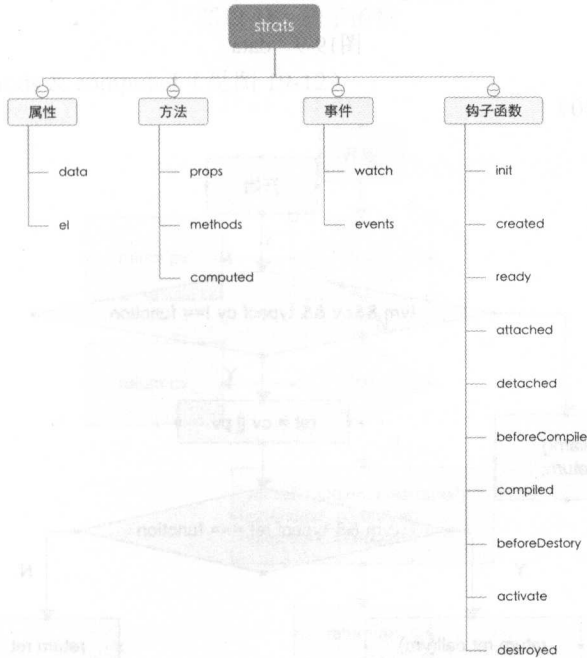 strats
属性
方法
事件
钩子函数
data
props
watch
init
el
methods
events
created
computed
ready
attached
detached
beforeCompile
compiled
beforeDestory
activate
destroyed